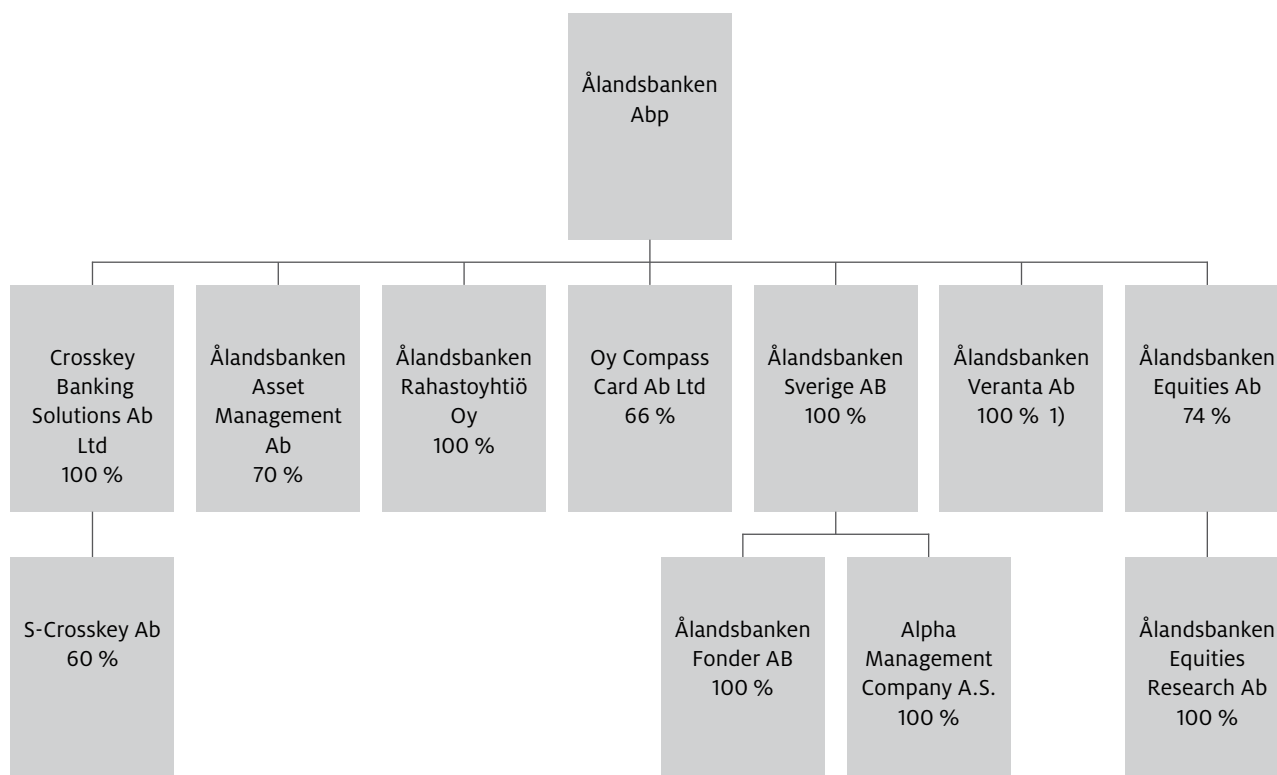 Ålandsbanken
Abp
Crosskey
Banking
Solutions Ab
Ltd
100 %
Ålandsbanken
Asset
Management
Ab
70 %
Ålandsbanken
Rahastoyhtiö
Oy
100 %
Oy Compass
Card Ab Ltd
66 %
Ålandsbanken
Sverige AB
100 %
Ålandsbanken
Veranta Ab
100 % 1)
Ålandsbanken
Equities Ab
74 %
S-Crosskey Ab
60 %
Ålandsbanken
Fonder AB
100 %
Alpha
Management
Company A.S.
100 %
Ålandsbanken
Equities
Research Ab
100 %